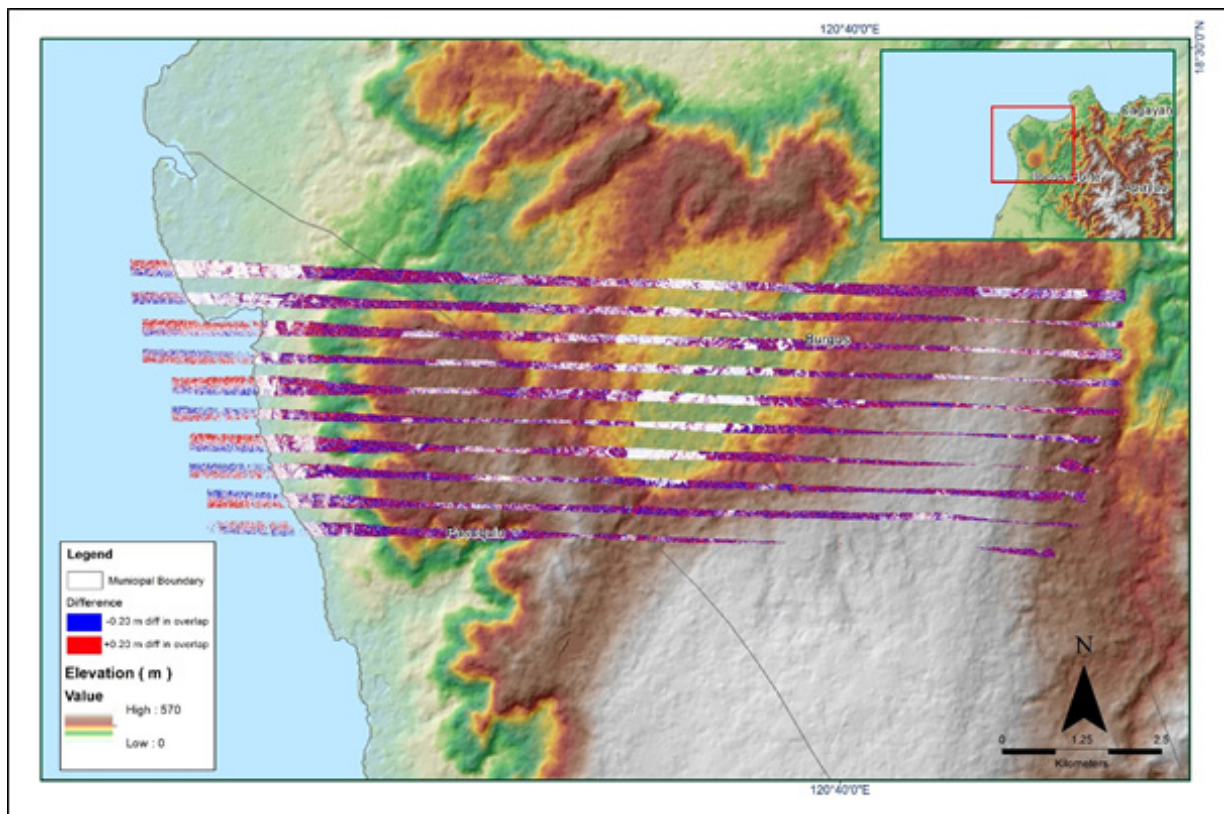 120°40'0"E
18°30'0"N
Cagayan
Burgos
Legend
Municipal Boundary
Difference
-0.20 m diff in overlap
+0.20 m diff in overlap
Elevation ( m )
Value
High : 570
Low : 0
N
0 1.25 2.5
Kilometers
120°40'0"E